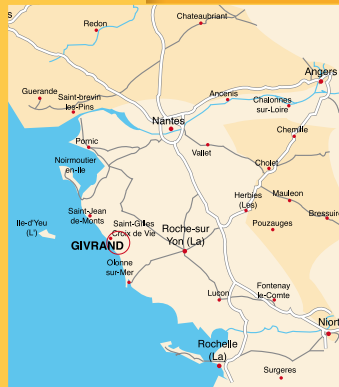 s
Redon
Chateaubriant
Angers
Guerande
Saint-brevin
les-Pins
Ancenis
Chalonnes
sur-Loire
Nantes
Chemille
Pornic
Vallet
Noirmoutier
en-Ile
Cholet
Herbies
(Les)
Mauleon
Saint-Jean
de-Monts
Bressuire
Ile-d'Yeu
(L')
Saint-Gilles
Croix de Vie
Roche-sur
Yon (La)
Pouzauges
GIVRAND
Olonne
sur-Mer
Lucon
Fontenay
le-Comte
Niort
Rochelle
(La)
Surgeres